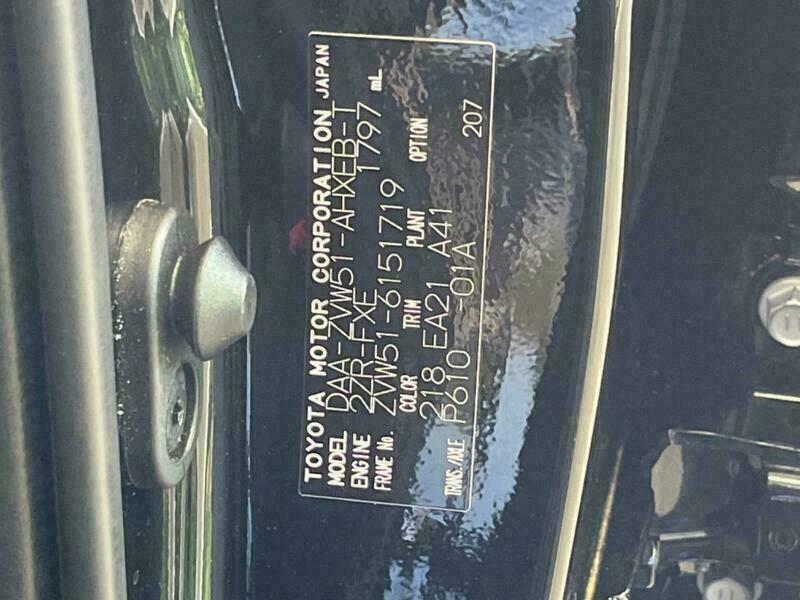 TOYOTA MOTOR CORPORATION JAPAN
MODEL DAA-ZVW51-AHXEB-T
ENGINE 2ZR-FXE 1797 mL
FRAME No. ZVW51-6151719
COLOR TRIM PLANT OPTION
218 EA21 A41
TRANS./AXLE P610 -01A 207